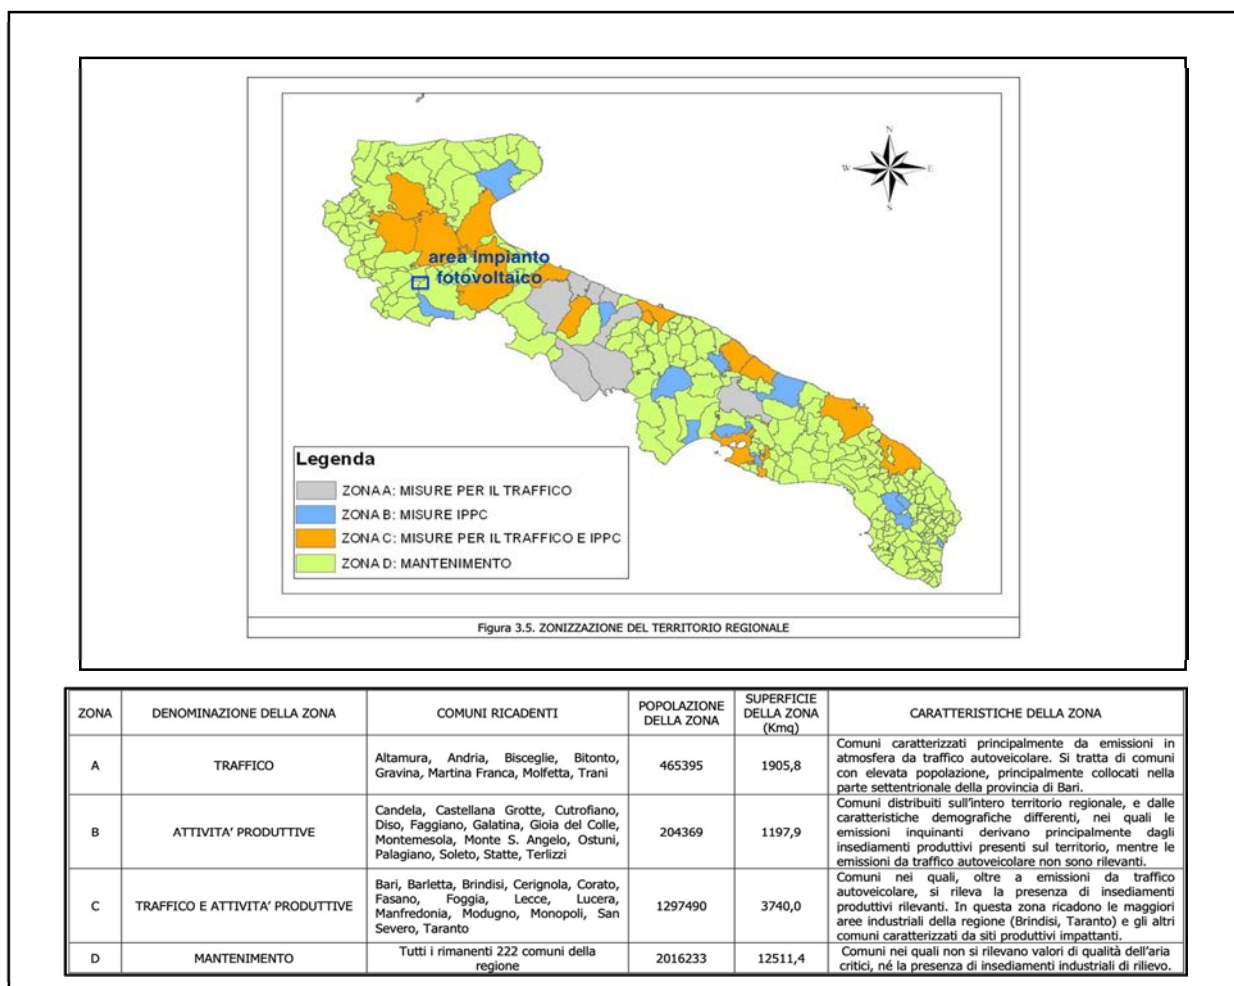 N
W
E
S
area impianto
fotovoltaico
Legenda
ZONA A: MISURE PER IL TRAFFICO
ZONA B: MISURE IPPC
ZONA C: MISURE PER IL TRAFFICO E IPPC
ZONA D: MANTENIMENTO
Figura 3.5. ZONIZZAZIONE DEL TERRITORIO REGIONALE
ZONA
DENOMINAZIONE DELLA ZONA
COMUNI RICADENTI
POPOLAZIONE
DELLA ZONA
SUPERFICIE
DELLA ZONA
(Kmq)
CARATTERISTICHE DELLA ZONA
A
TRAFFICO
Altamura, Andria, Bisceglie, Bitonto,
Gravina, Martina Franca, Molfetta, Trani
465395
1905,8
Comuni caratterizzati principalmente da emissioni in
atmosfera da traffico autoveicolare. Si tratta di comuni
con elevata popolazione, principalmente collocati nella
parte settentrionale della provincia di Bari.
B
ATTIVITA' PRODUTTIVE
Candela, Castellana Grotte, Cutrofiano,
Diso, Faggiano, Galatina, Gioia del Colle,
Montemesola, Monte S. Angelo, Ostuni,
Palagiano, Soleto, Statte, Terlizzi
204369
1197,9
Comuni distribuiti sull'intero territorio regionale, e dalle
caratteristiche demografiche differenti, nei quali le
emissioni inquinanti derivano principalmente dagli
insediamenti produttivi presenti sul territorio, mentre le
emissioni da traffico autoveicolare non sono rilevanti.
C
TRAFFICO E ATTIVITA' PRODUTTIVE
Bari, Barletta, Brindisi, Cerignola, Corato,
Fasano, Foggia, Lecce, Lucera,
Manfredonia, Modugno, Monopoli, San
Severo, Taranto
1297490
3740,0
Comuni nei quali, oltre a emissioni da traffico
autoveicolare, si rileva la presenza di insediamenti
produttivi rilevanti. In questa zona ricadono le maggiori
aree industriali della regione (Brindisi, Taranto) e gli altri
comuni caratterizzati da siti produttivi impattanti.
D
MANTENIMENTO
Tutti i rimanenti 222 comuni della
regione
2016233
12511,4
Comuni nei quali non si rilevano valori di qualità dell'aria
critici, né la presenza di insediamenti industriali di rilievo.